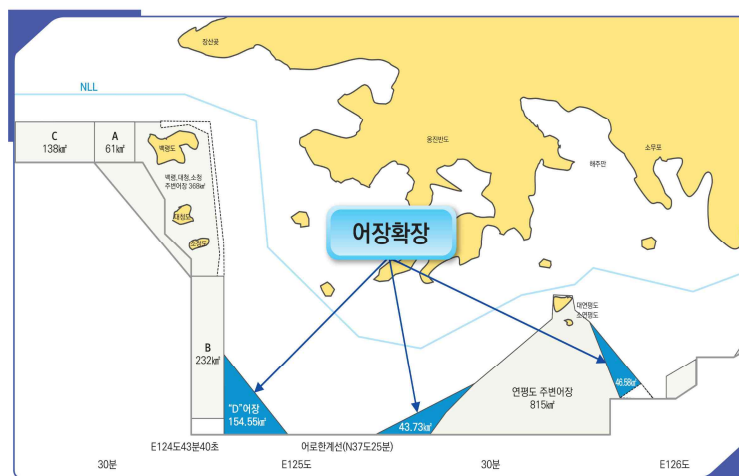 장산곶
NLL
C
138㎢
A
61㎢
백령도
옹진반도
소무포
해주만
백령,대청,소청
주변어장 368㎢
대청도
소청도
어장확장
대연평도
소연평도
B
232㎢
46.58㎢
연평도 주변어장
815㎢
"D"어장
154.55㎢
43.73㎢
E124도43분40초
어로한계선(N37도25분)
30분
E125도
30분
E126도